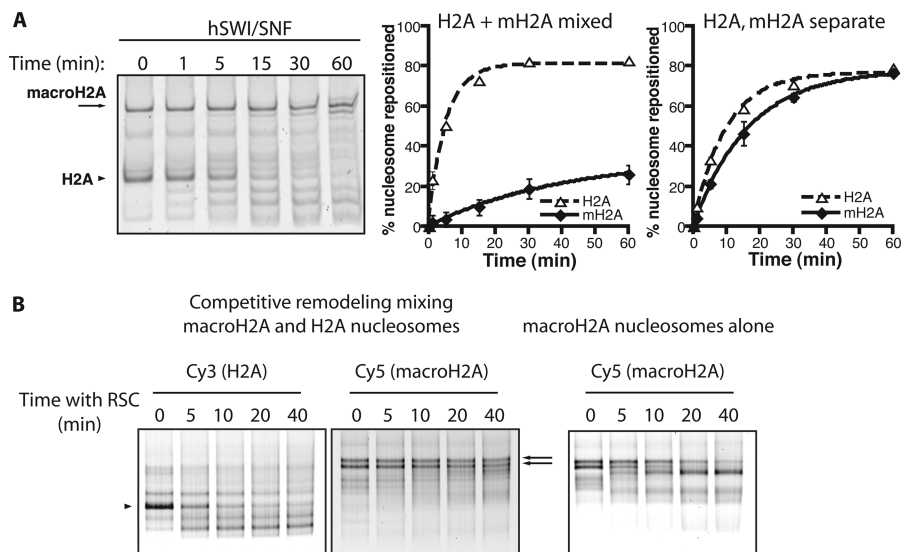 A
hSWI/SNF
Time (min): 0 1 5 15 30 60
macroH2A
H2A
H2A + mH2A mixed
% nucleosome repositioned
100
80
60
40
20
0
H2A
mH2A
0 10 20 30 40 50 60
Time (min)
H2A, mH2A separate
% nucleosome repositioned
100
80
60
40
20
0
H2A
mH2A
0 10 20 30 40 50 60
Time (min)
B
Competitive remodeling mixing
macroH2A and H2A nucleosomes
macroH2A nucleosomes alone
Cy3 (H2A)
Cy5 (macroH2A)
Cy5 (macroH2A)
Time with RSC
(min)
0 5 10 20 40
0 5 10 20 40
0 5 10 20 40